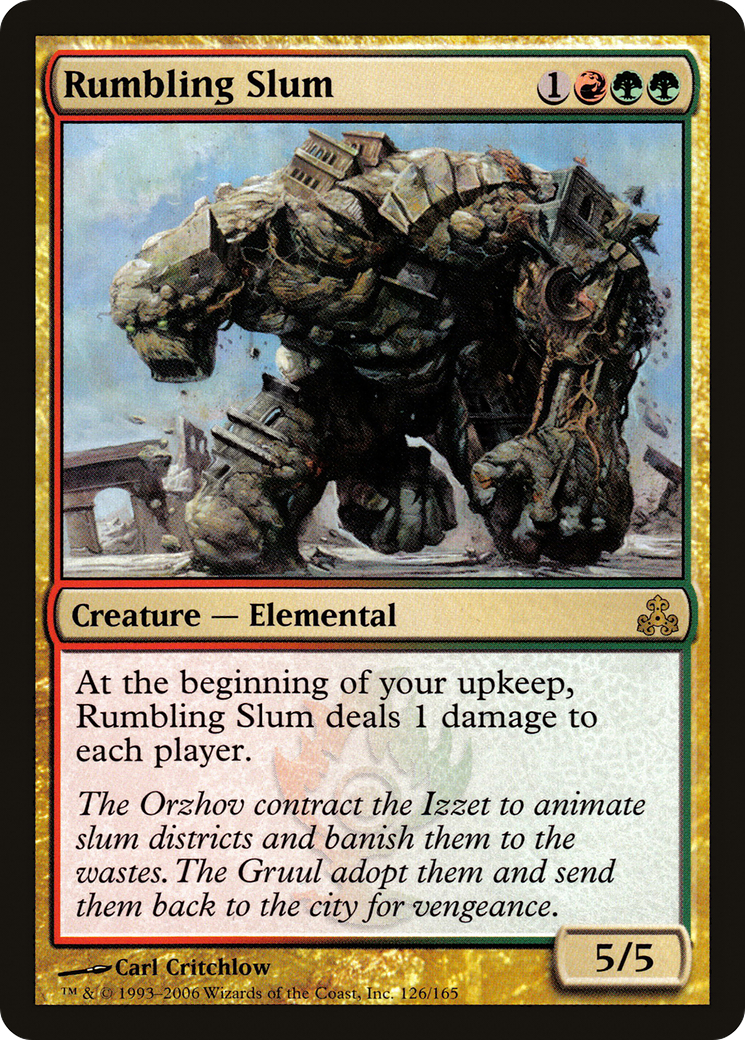 Rumbling Slum
1
Creature — Elemental
At the beginning of your upkeep,
Rumbling Slum deals 1 damage to
each player.
The Orzhov contract the Izzet to animate
slum districts and banish them to the
wastes. The Gruul adopt them and send
them back to the city for vengeance.
5/5
Carl Critchlow
™ & © 1993–2006 Wizards of the Coast, Inc. 126/165